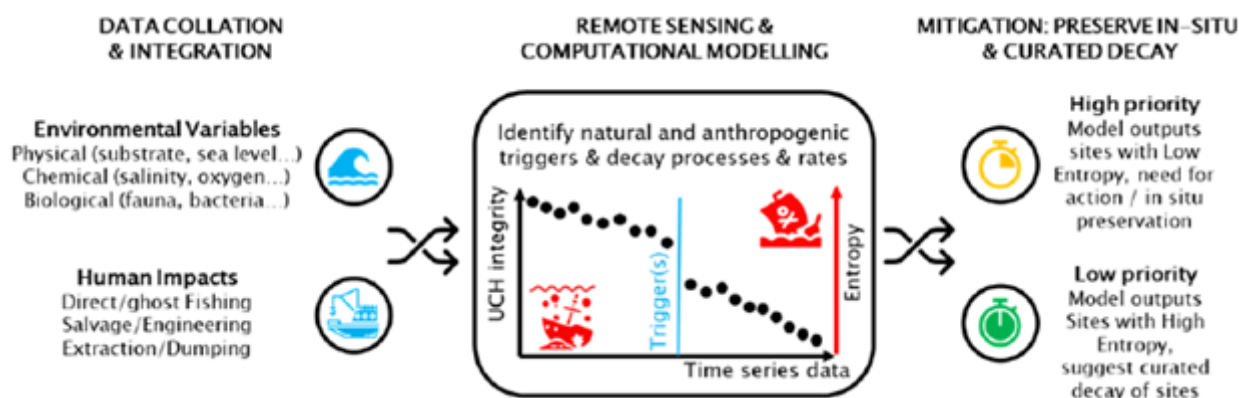 DATA COLLATION
& INTEGRATION
Environmental Variables
Physical (substrate, sea level...)
Chemical (salinity, oxygen...)
Biological (fauna, bacteria...)
Human Impacts
Direct/ghost Fishing
Salvage/Engineering
Extraction/Dumping
REMOTE SENSING &
COMPUTATIONAL MODELLING
Identify natural and anthropogenic
triggers & decay processes & rates
UCH integrity
Trigger(s)
Entropy
Time series data
MITIGATION: PRESERVE IN-SITU
& CURATED DECAY
High priority
Model outputs
sites with Low
Entropy, need for
action / in situ
preservation
Low priority
Model outputs
Sites with High
Entropy,
suggest curated
decay of sites